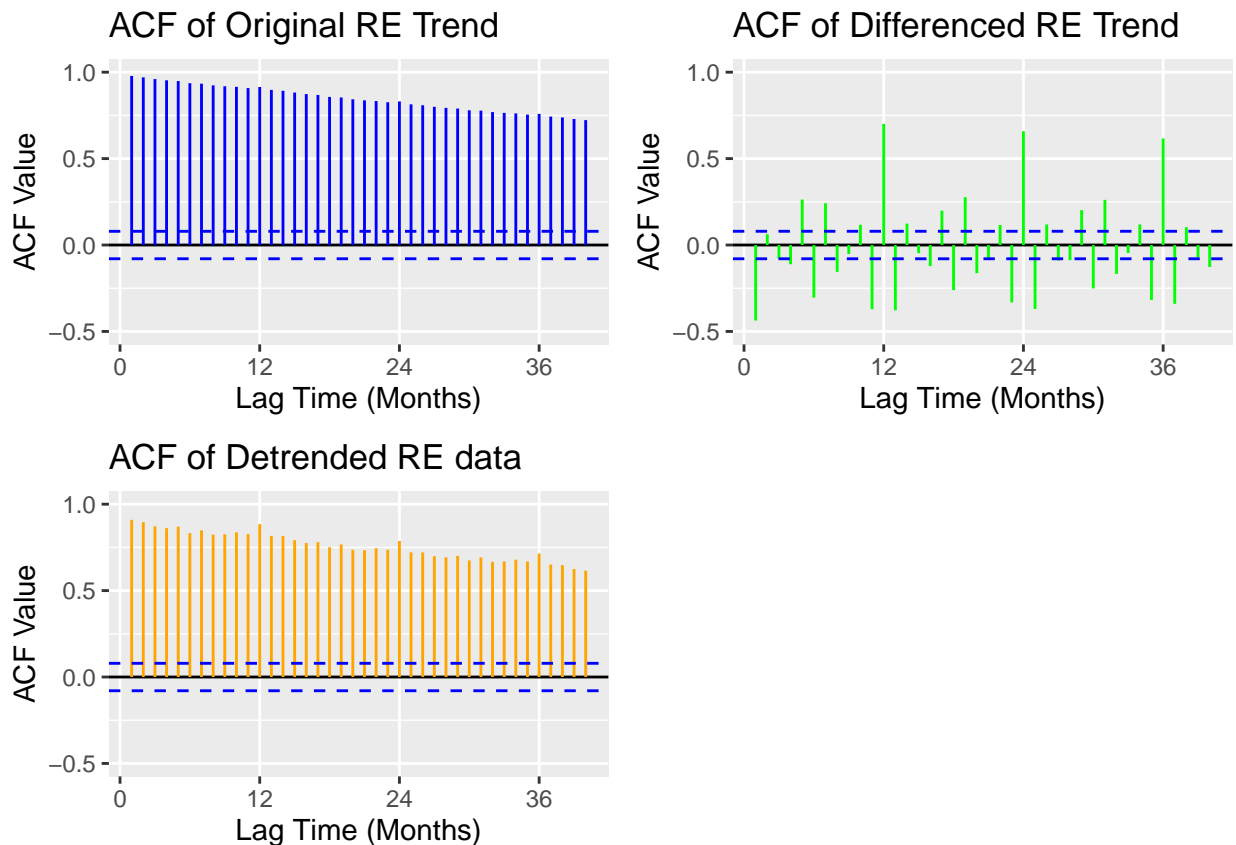 ACF of Original RE Trend
1.0
0.5
0.0
−0.5
ACF Value
0
12
24
36
Lag Time (Months)
ACF of Differenced RE Trend
1.0
0.5
0.0
−0.5
ACF Value
0
12
24
36
Lag Time (Months)
ACF of Detrended RE data
1.0
0.5
0.0
−0.5
ACF Value
0
12
24
36
Lag Time (Months)